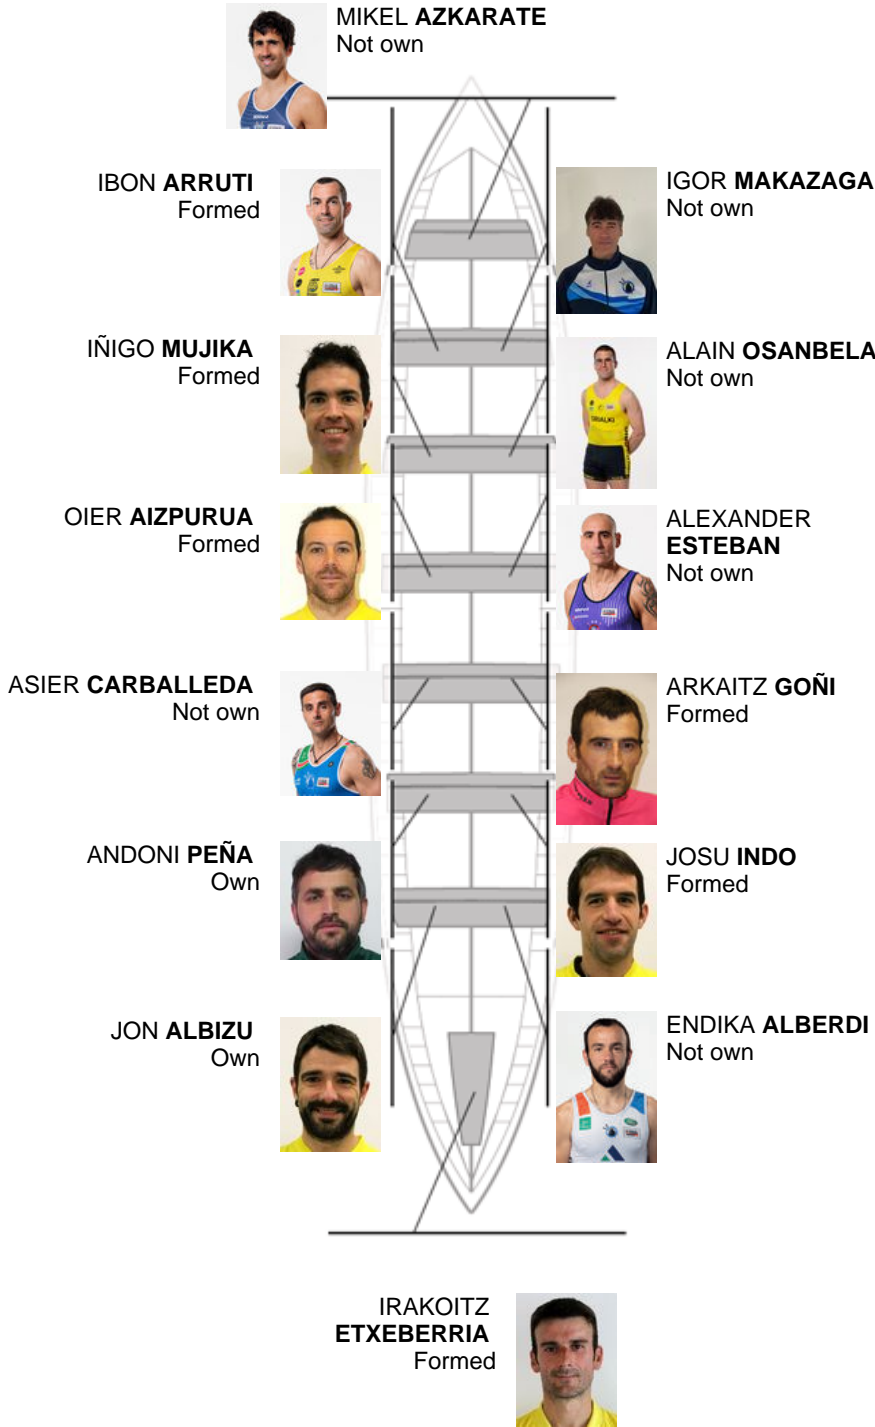 MIKEL AZKARATE
Not own
IBON ARRUTI
Formed
IGOR MAKAZAGA
Not own
IÑIGO MUJIKA
Formed
ALAIN OSANBELA
Not own
OIER AIZPURUA
Formed
ALEXANDER
ESTEBAN
Not own
ASIER CARBALLEDA
Not own
ARKAITZ GOÑI
Formed
ANDONI PEÑA
Own
JOSU INDO
Formed
JON ALBIZU
Own
ENDIKA ALBERDI
Not own
IRAKOITZ
ETXEBERRIA
Formed